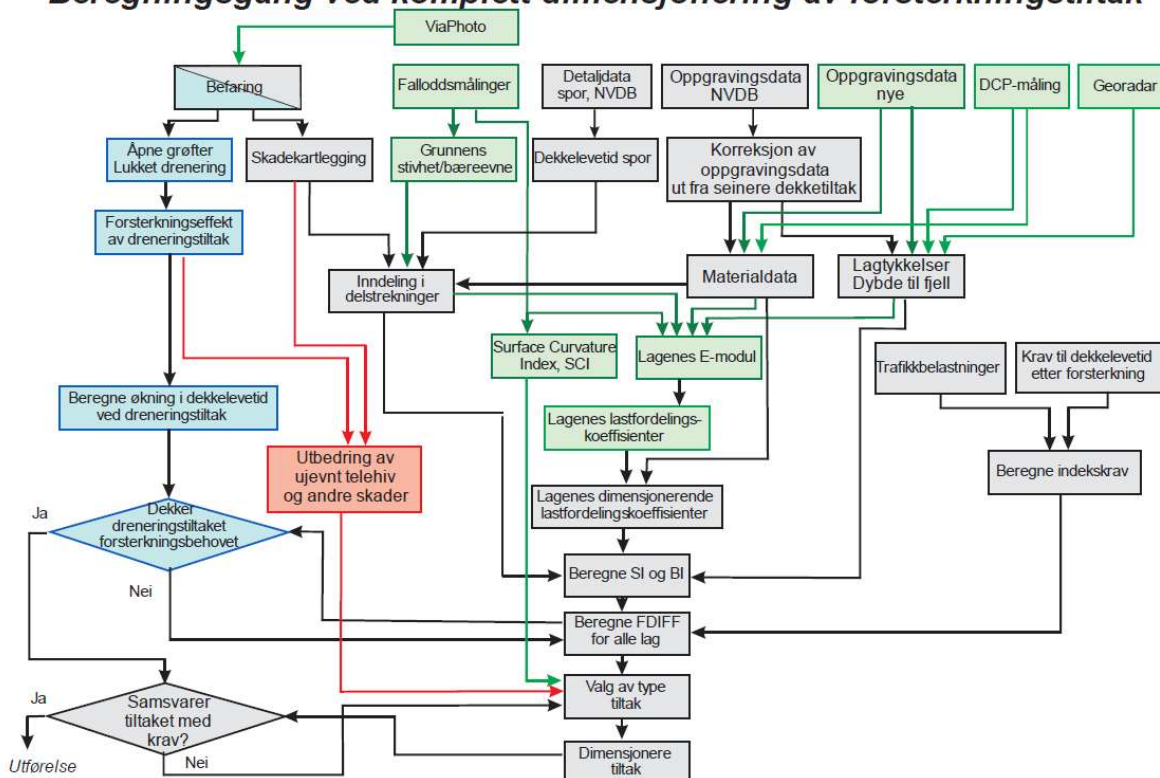 Beregningsgang ved komplett dimensjonering av forsterkningstiltak
ViaPhoto
Befaring
Falloddsmålinger
Detaljdata
spor, NVDB
Oppgravingsdata
NVDB
Oppgravingsdata
nye
DCP-måling
Georadar
Åpne grøfter
Lukket drenering
Skadekartlegging
Grunnens
stivhet/bæreevne
Dekkelevetid spor
Korreksjon av
oppgravingsdata
ut fra seinere dekketiltak
Forsterkningseffekt
av dreneringstiltak
Inndeling i
delstrekninger
Materialdata
Lagtykkelser
Dybde til fjell
Surface Curvature
Index, SCI
Lagenes E-modul
Trafikkbelastninger
Krav til dekkelevetid
etter forsterkning
Beregne økning i dekkelevetid
ved dreneringstiltak
Lagenes lastfordelings-
koeffisienter
Utbedring av
ujevnt telehiv
og andre skader
Beregne indekskrav
Lagenes dimensjonerende
lastfordelingskoeffisienter
Ja
Dekker
dreneringstiltaket
forsterkningsbehovet
Nei
Beregne SI og BI
Beregne FDIFF
for alle lag
Valg av type
tiltak
Ja
Samsvarer
tiltaket med
krav?
Nei
Dimensjonere
tiltak
Utførelse